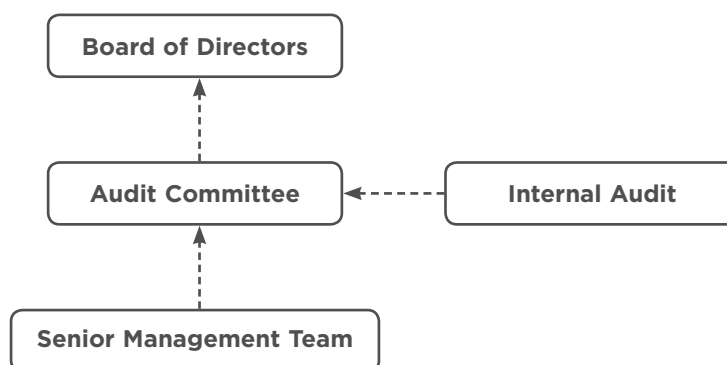 Board of Directors
Audit Committee
Internal Audit
Senior Management Team